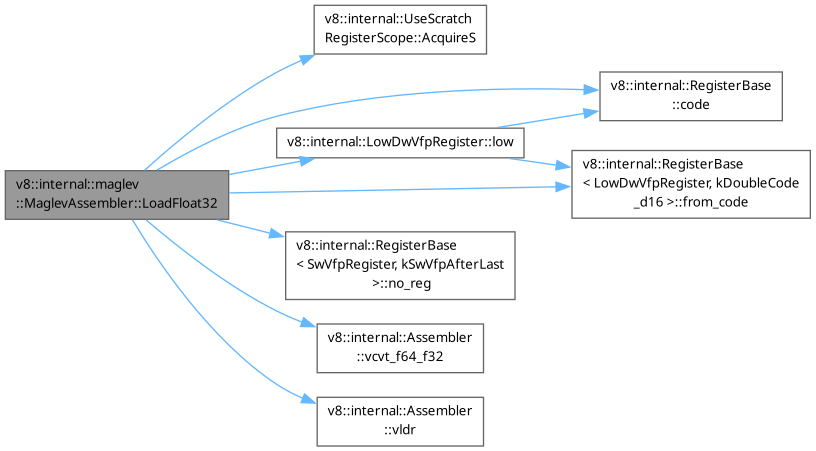 v8::internal::UseScratch
RegisterScope::AcquireS
v8::internal::RegisterBase
::code
v8::internal::LowDwVfpRegister::low
v8::internal::RegisterBase
< LowDwVfpRegister, kDoubleCode
_d16 >::from_code
v8::internal::maglev
::MaglevAssembler::LoadFloat32
v8::internal::RegisterBase
< SwVfpRegister, kSwVfpAfterLast
>::no_reg
v8::internal::Assembler
::vcvt_f64_f32
v8::internal::Assembler
::vldr